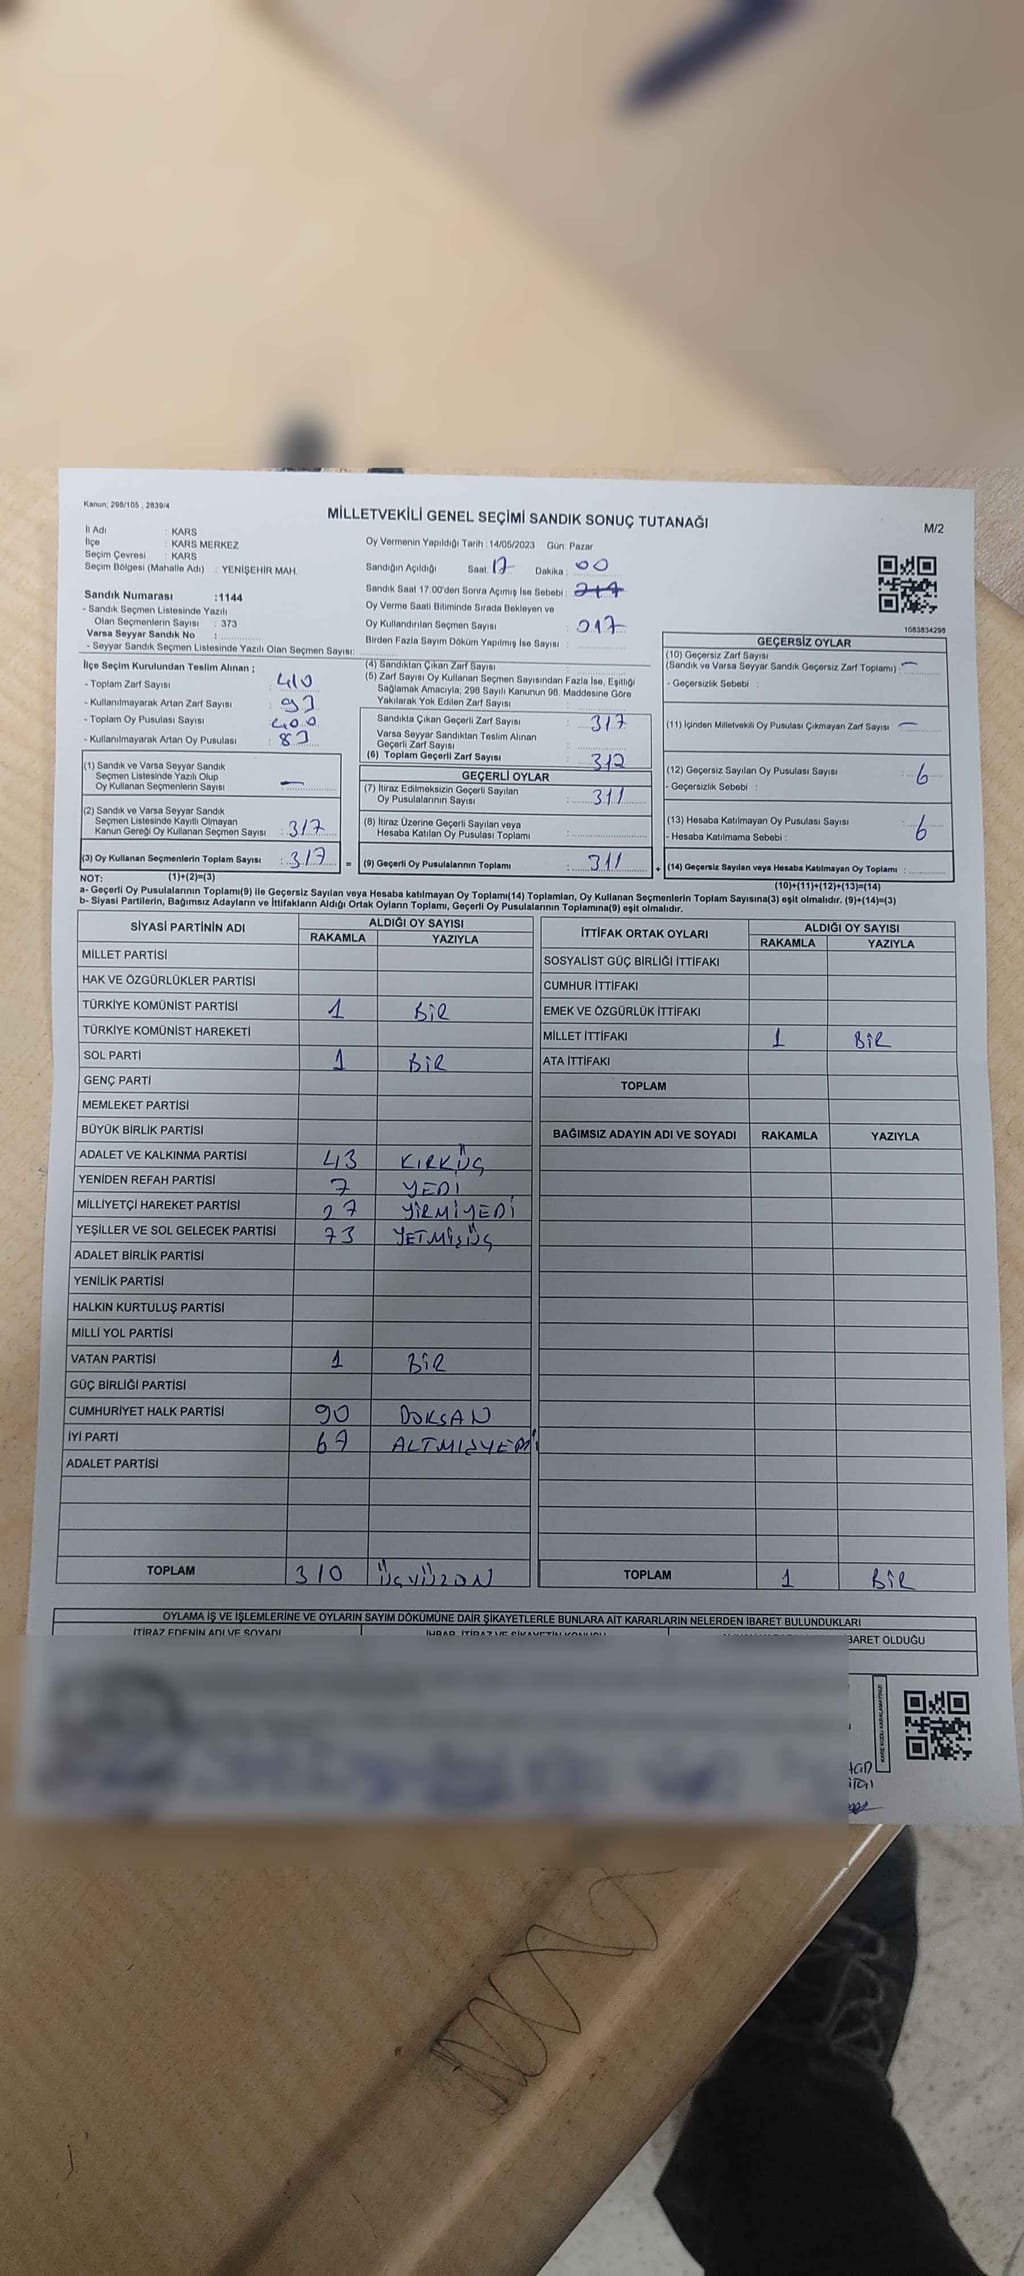 Kanun; 298/105 , 2839/4
MİLLETVEKİLİ GENEL SEÇİMİ SANDIK SONUÇ TUTANAĞI
M/2
İl Adı : KARS
İlçe : KARS MERKEZ
Seçim Çevresi : KARS
Seçim Bölgesi (Mahalle Adı) : YENİŞEHİR MAH.
Oy Vermenin Yapıldığı Tarih :14/05/2023 Gün: Pazar
Sandığın Açıldığı Saat: 17 Dakika : 00
Sandık Saat 17:00'den Sonra Açımış İse Sebebi :
Oy Verme Saati Bitiminde Sırada Bekleyen ve
Oy Kullandırılan Seçmen Sayısı : 017
Birden Fazla Sayım Döküm Yapılmış İse Sayısı :
Sandık Numarası :1144
- Sandık Seçmen Listesinde Yazılı
Olan Seçmenlerin Sayısı : 373
Varsa Seyyar Sandık No :
- Seyyar Sandık Seçmen Listesinde Yazılı Olan Seçmen Sayısı:
1083834298
İlçe Seçim Kurulundan Teslim Alınan ;
- Toplam Zarf Sayısı : 410
- Kullanılmayarak Artan Zarf Sayısı : 93
- Toplam Oy Pusulası Sayısı : 400
- Kullanılmayarak Artan Oy Pusulası : 83
(1) Sandık ve Varsa Seyyar Sandık
Seçmen Listesinde Yazılı Olup
Oy Kullanan Seçmenlerin Sayısı : —
(2) Sandık ve Varsa Seyyar Sandık
Seçmen Listesinde Kayıtlı Olmayan
Kanun Gereği Oy Kullanan Seçmen Sayısı : 317
(3) Oy Kullanan Seçmenlerin Toplam Sayısı : 317 =
(4) Sandıktan Çıkan Zarf Sayısı :
(5) Zarf Sayısı Oy Kullanan Seçmen Sayısından Fazla İse, Eşitliği
Sağlamak Amacıyla; 298 Sayılı Kanunun 98. Maddesine Göre
Yakılarak Yok Edilen Zarf Sayısı :
Sandıkta Çıkan Geçerli Zarf Sayısı : 317
Varsa Seyyar Sandıktan Teslim Alınan
Geçerli Zarf Sayısı :
(6) Toplam Geçerli Zarf Sayısı : 317
GEÇERLİ OYLAR
(7) İtiraz Edilmeksizin Geçerli Sayılan
Oy Pusulalarının Sayısı : 311
(8) İtiraz Üzerine Geçerli Sayılan veya
Hesaba Katılan Oy Pusulası Toplamı :
(9) Geçerli Oy Pusulalarının Toplamı : 311 +
GEÇERSİZ OYLAR
(10) Geçersiz Zarf Sayısı
(Sandık ve Varsa Seyyar Sandık Geçersiz Zarf Toplamı) : —
- Geçersizlik Sebebi :
(11) İçinden Milletvekili Oy Pusulası Çıkmayan Zarf Sayısı : —
(12) Geçersiz Sayılan Oy Pusulası Sayısı : 6
- Geçersizlik Sebebi :
(13) Hesaba Katılmayan Oy Pusulası Sayısı : 6
- Hesaba Katılmama Sebebi :
(14) Geçersiz Sayılan veya Hesaba Katılmayan Oy Toplamı :
NOT: (1)+(2)=(3) (10)+(11)+(12)+(13)=(14)
a- Geçerli Oy Pusulalarının Toplamı(9) ile Geçersiz Sayılan veya Hesaba katılmayan Oy Toplamı(14) Toplamları, Oy Kullanan Seçmenlerin Toplam Sayısına(3) eşit olmalıdır. (9)+(14)=(3)
b- Siyasi Partilerin, Bağımsız Adayların ve İttifakların Aldığı Ortak Oyların Toplamı, Geçerli Oy Pusulalarının Toplamına(9) eşit olmalıdır.
SİYASİ PARTİNİN ADI ALDIĞI OY SAYISI
RAKAMLA YAZIYLA
MİLLET PARTİSİ
HAK VE ÖZGÜRLÜKLER PARTİSİ
TÜRKİYE KOMÜNİST PARTİSİ 1 BİR
TÜRKİYE KOMÜNİST HAREKETİ
SOL PARTİ 1 BİR
GENÇ PARTİ
MEMLEKET PARTİSİ
BÜYÜK BİRLİK PARTİSİ
ADALET VE KALKINMA PARTİSİ 43 KIRKÜÇ
YENİDEN REFAH PARTİSİ 7 YEDİ
MİLLİYETÇİ HAREKET PARTİSİ 27 YİRMİYEDİ
YEŞİLLER VE SOL GELECEK PARTİSİ 73 YETMİŞÜÇ
ADALET BİRLİK PARTİSİ
YENİLİK PARTİSİ
HALKIN KURTULUŞ PARTİSİ
MİLLİ YOL PARTİSİ
VATAN PARTİSİ 1 BİR
GÜÇ BİRLİĞİ PARTİSİ
CUMHURİYET HALK PARTİSİ 90 DOKSAN
İYİ PARTİ 67 ALTMIŞYEDİ
ADALET PARTİSİ
TOPLAM 310 ÜÇYÜZON
İTTİFAK ORTAK OYLARI ALDIĞI OY SAYISI
RAKAMLA YAZIYLA
SOSYALİST GÜÇ BİRLİĞİ İTTİFAKI
CUMHUR İTTİFAKI
EMEK VE ÖZGÜRLÜK İTTİFAKI
MİLLET İTTİFAKI 1 BİR
ATA İTTİFAKI
TOPLAM
BAĞIMSIZ ADAYIN ADI VE SOYADI RAKAMLA YAZIYLA
TOPLAM 1 BİR
OYLAMA İŞ VE İŞLEMLERİNE VE OYLARIN SAYIM DÖKÜMÜNE DAİR ŞİKAYETLERLE BUNLARA AİT KARARLARIN NELERDEN İBARET BULUNDUKLARI
İTİRAZ EDENİN ADI VE SOYADI İHBAR, İTİRAZ VE ŞİKAYETİN KONUSU BARET OLDUĞU